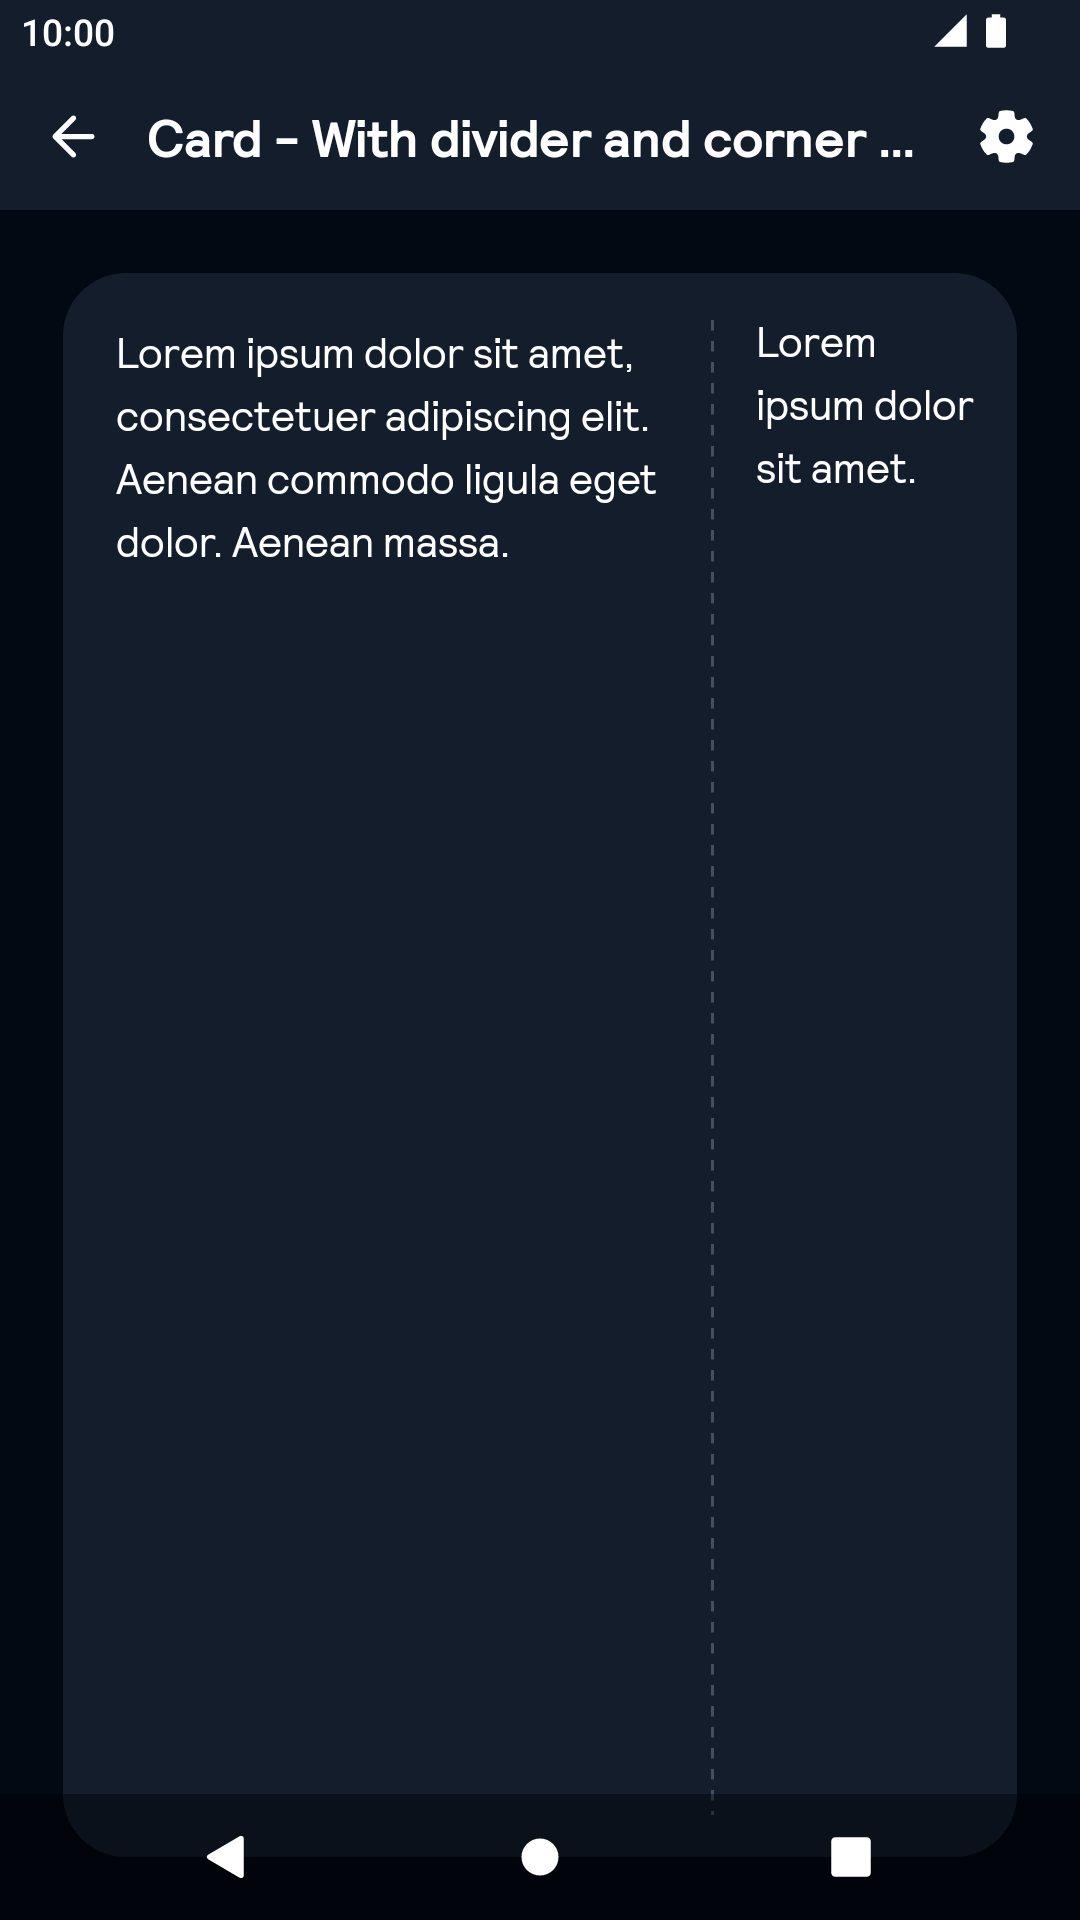 10:00
Card - With divider and corner ...
Lorem ipsum dolor sit amet,
consectetuer adipiscing elit.
Aenean commodo ligula eget
dolor. Aenean massa.
Lorem
ipsum dolor
sit amet.